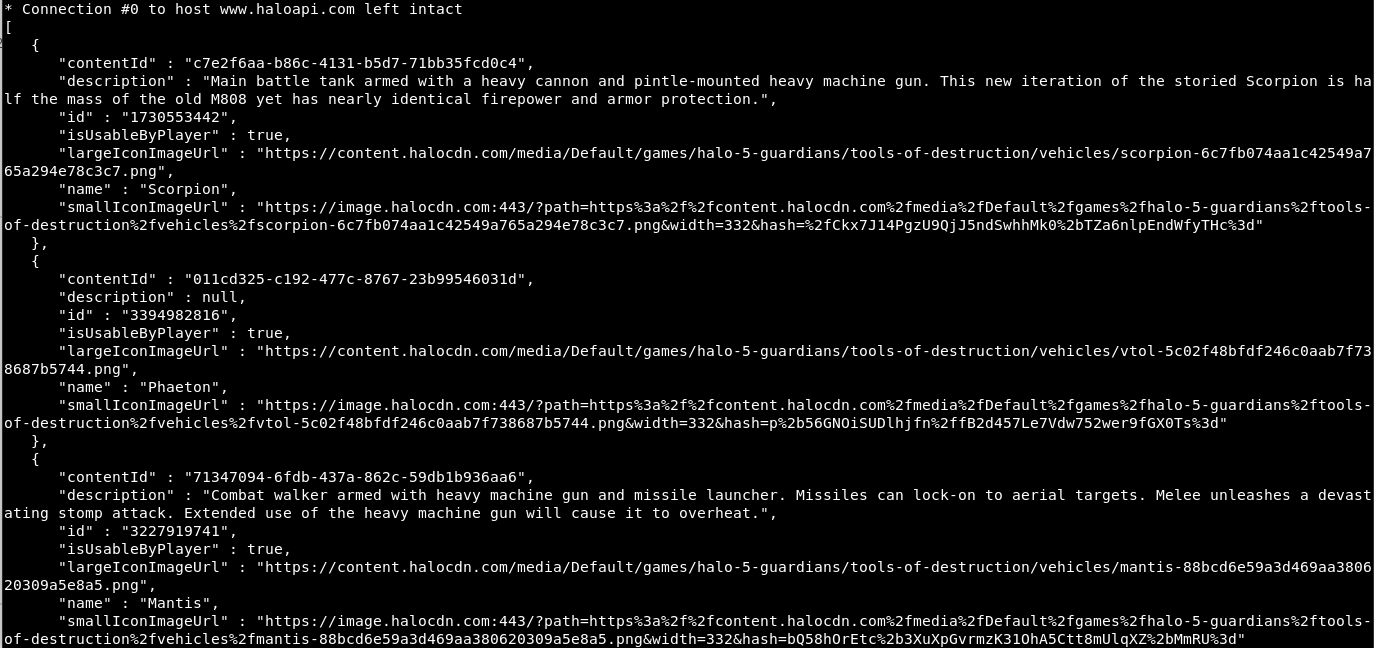 * Connection #0 to host www.haloapi.com left intact
[
   {
      "contentId" : "c7e2f6aa-b86c-4131-b5d7-71bb35fcd0c4",
      "description" : "Main battle tank armed with a heavy cannon and pintle-mounted heavy machine gun. This new iteration of the storied Scorpion is ha
lf the mass of the old M808 yet has nearly identical firepower and armor protection.",
      "id" : "1730553442",
      "isUsableByPlayer" : true,
      "largeIconImageUrl" : "https://content.halocdn.com/media/Default/games/halo-5-guardians/tools-of-destruction/vehicles/scorpion-6c7fb074aa1c42549a7
65a294e78c3c7.png",
      "name" : "Scorpion",
      "smallIconImageUrl" : "https://image.halocdn.com:443/?path=https%3a%2f%2fcontent.halocdn.com%2fmedia%2fDefault%2fgames%2fhalo-5-guardians%2ftools-
of-destruction%2fvehicles%2fscorpion-6c7fb074aa1c42549a765a294e78c3c7.png&width=332&hash=%2fCkx7J14PgzU9QjJ5ndSwhhMk0%2bTZa6nlpEndWfyTHc%3d"
   },
   {
      "contentId" : "011cd325-c192-477c-8767-23b99546031d",
      "description" : null,
      "id" : "3394982816",
      "isUsableByPlayer" : true,
      "largeIconImageUrl" : "https://content.halocdn.com/media/Default/games/halo-5-guardians/tools-of-destruction/vehicles/vtol-5c02f48bfdf246c0aab7f73
8687b5744.png",
      "name" : "Phaeton",
      "smallIconImageUrl" : "https://image.halocdn.com:443/?path=https%3a%2f%2fcontent.halocdn.com%2fmedia%2fDefault%2fgames%2fhalo-5-guardians%2ftools-
of-destruction%2fvehicles%2fvtol-5c02f48bfdf246c0aab7f738687b5744.png&width=332&hash=p%2b56GNOiSUDlhjfn%2ffB2d457Le7Vdw752wer9fGX0Ts%3d"
   },
   {
      "contentId" : "71347094-6fdb-437a-862c-59db1b936aa6",
      "description" : "Combat walker armed with heavy machine gun and missile launcher. Missiles can lock-on to aerial targets. Melee unleashes a devast
ating stomp attack. Extended use of the heavy machine gun will cause it to overheat.",
      "id" : "3227919741",
      "isUsableByPlayer" : true,
      "largeIconImageUrl" : "https://content.halocdn.com/media/Default/games/halo-5-guardians/tools-of-destruction/vehicles/mantis-88bcd6e59a3d469aa3806
20309a5e8a5.png",
      "name" : "Mantis",
      "smallIconImageUrl" : "https://image.halocdn.com:443/?path=https%3a%2f%2fcontent.halocdn.com%2fmedia%2fDefault%2fgames%2fhalo-5-guardians%2ftools-
of-destruction%2fvehicles%2fmantis-88bcd6e59a3d469aa380620309a5e8a5.png&width=332&hash=bQ58hOrEtc%2b3XuXpGvrmzK31OhA5Ctt8mUlqXZ%2bMmRU%3d"